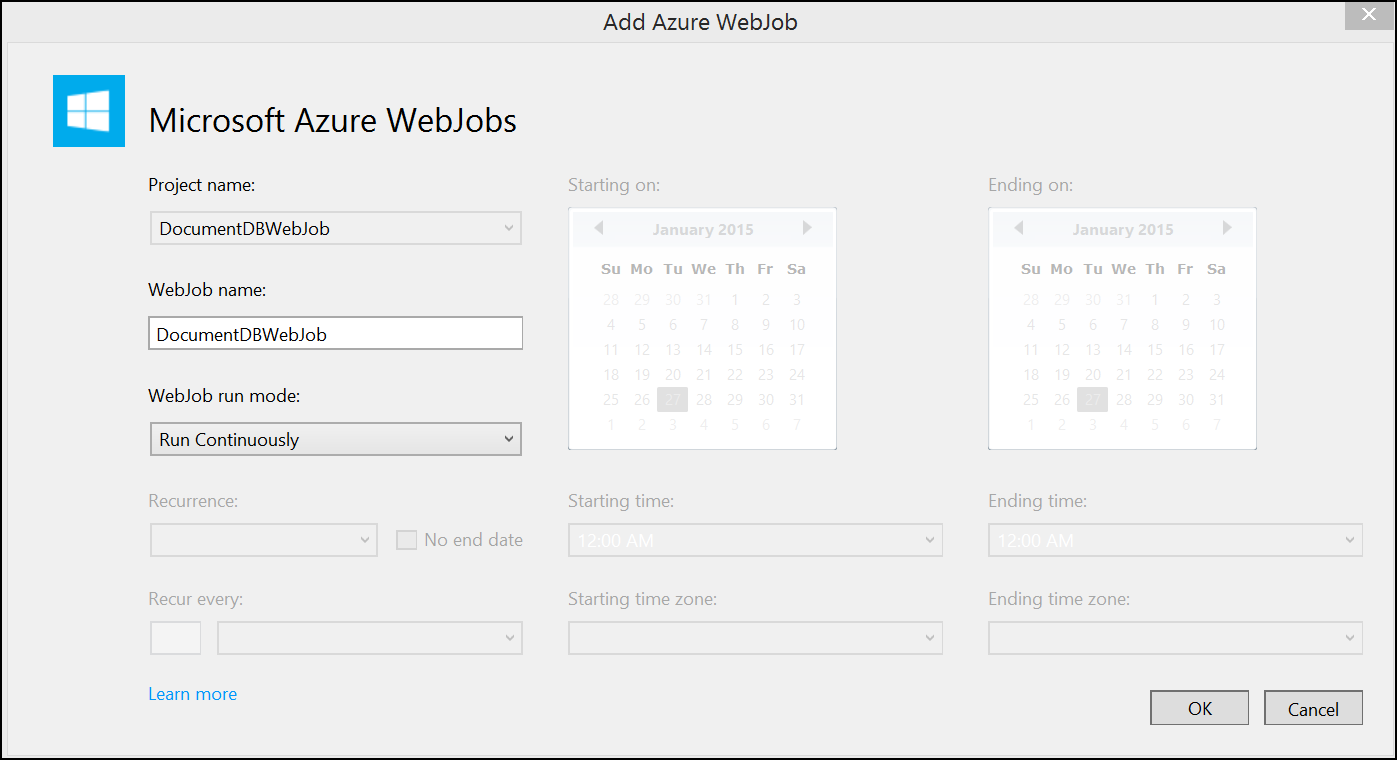 Add Azure WebJob
Microsoft Azure WebJobs
Project name:
DocumentDBWebJob
WebJob name:
DocumentDBWebJob
WebJob run mode:
Run Continuously
Recurrence:
No end date
Recur every:
Learn more
Starting on:
January 2015
Su Mo Tu We Th Fr Sa
28 29 30 31 1 2 3
4 5 6 7 8 9 10
11 12 13 14 15 16 17
18 19 20 21 22 23 24
25 26 27 28 29 30 31
1 2 3 4 5 6 7
Starting time:
12:00 AM
Starting time zone:
Ending on:
January 2015
Su Mo Tu We Th Fr Sa
28 29 30 31 1 2 3
4 5 6 7 8 9 10
11 12 13 14 15 16 17
18 19 20 21 22 23 24
25 26 27 28 29 30 31
1 2 3 4 5 6 7
Ending time:
12:00 AM
Ending time zone:
OK
Cancel